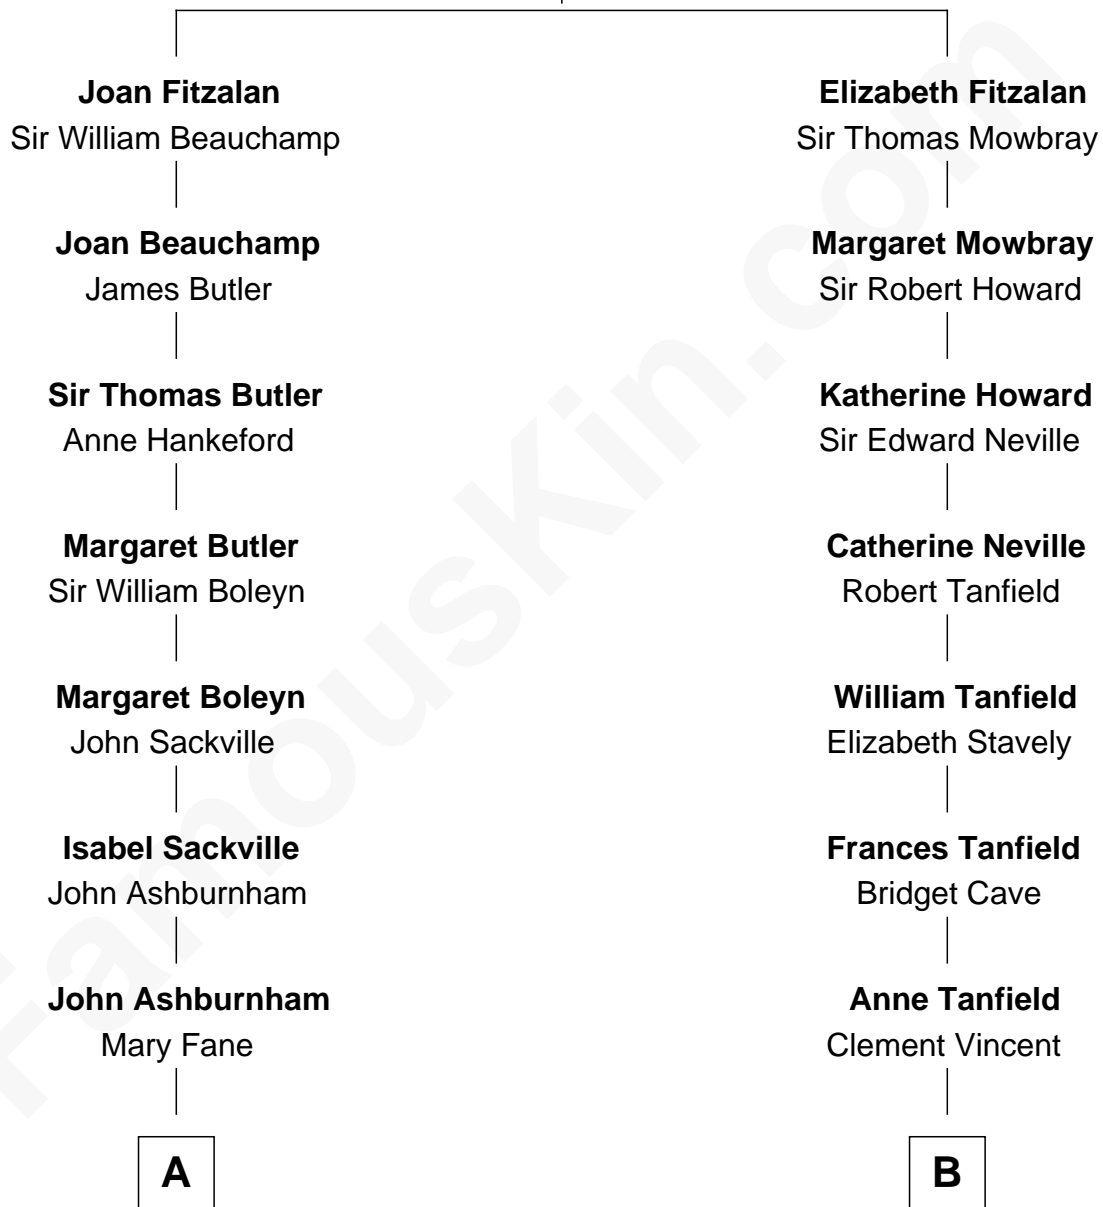 Joan Fitzalan
Sir William Beauchamp
Joan Beauchamp
James Butler
Sir Thomas Butler
Anne Hankeford
Margaret Butler
Sir William Boleyn
Margaret Boleyn
John Sackville
Isabel Sackville
John Ashburnham
John Ashburnham
Mary Fane
A
Elizabeth Fitzalan
Sir Thomas Mowbray
Margaret Mowbray
Sir Robert Howard
Katherine Howard
Sir Edward Neville
Catherine Neville
Robert Tanfield
William Tanfield
Elizabeth Stavely
Frances Tanfield
Bridget Cave
Anne Tanfield
Clement Vincent
B
FamousKin.com